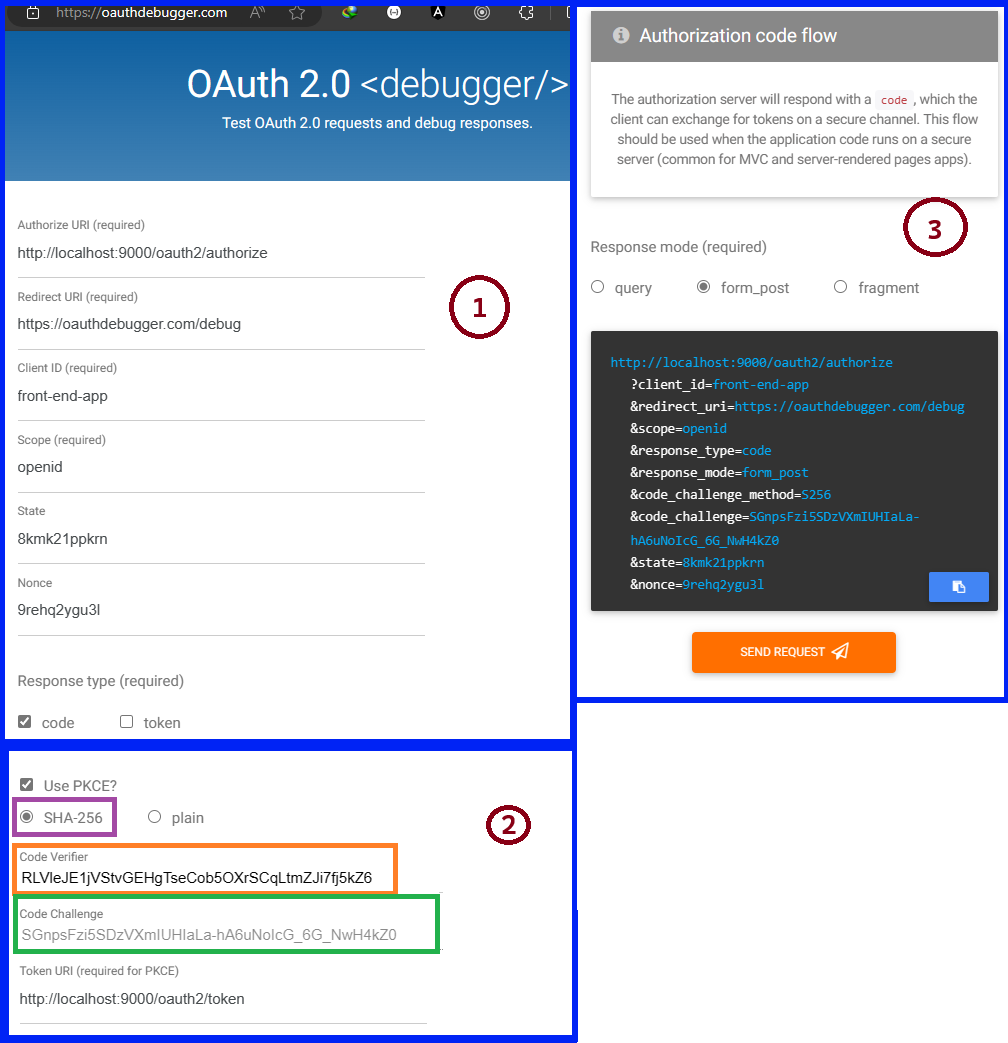 https://oauthdebugger.com
OAuth 2.0 <debugger/>
Test OAuth 2.0 requests and debug responses.
Authorize URI (required)
http://localhost:9000/oauth2/authorize
Redirect URI (required)
https://oauthdebugger.com/debug
1
Client ID (required)
front-end-app
Scope (required)
openid
State
8kmk21ppkrn
Nonce
9rehq2ygu3l
Response type (required)
code token
Use PKCE?
SHA-256 plain
2
Code Verifier
RLVleJE1jVStvGEHgTseCob5OXrSCqLtmZJi7fj5kZ6
Code Challenge
SGnpsFzi5SDzVXmIUHIaLa-hA6uNoIcG_6G_NwH4kZ0
Token URI (required for PKCE)
http://localhost:9000/oauth2/token
Authorization code flow
The authorization server will respond with a code, which the
client can exchange for tokens on a secure channel. This flow
should be used when the application code runs on a secure
server (common for MVC and server-rendered pages apps).
3
Response mode (required)
query form_post fragment
http://localhost:9000/oauth2/authorize
?client_id=front-end-app
&redirect_uri=https://oauthdebugger.com/debug
&scope=openid
&response_type=code
&response_mode=form_post
&code_challenge_method=S256
&code_challenge=SGnpsFzi5SDzVXmIUHIaLa-
hA6uNoIcG_6G_NwH4kZ0
&state=8kmk21ppkrn
&nonce=9rehq2ygu3l
SEND REQUEST